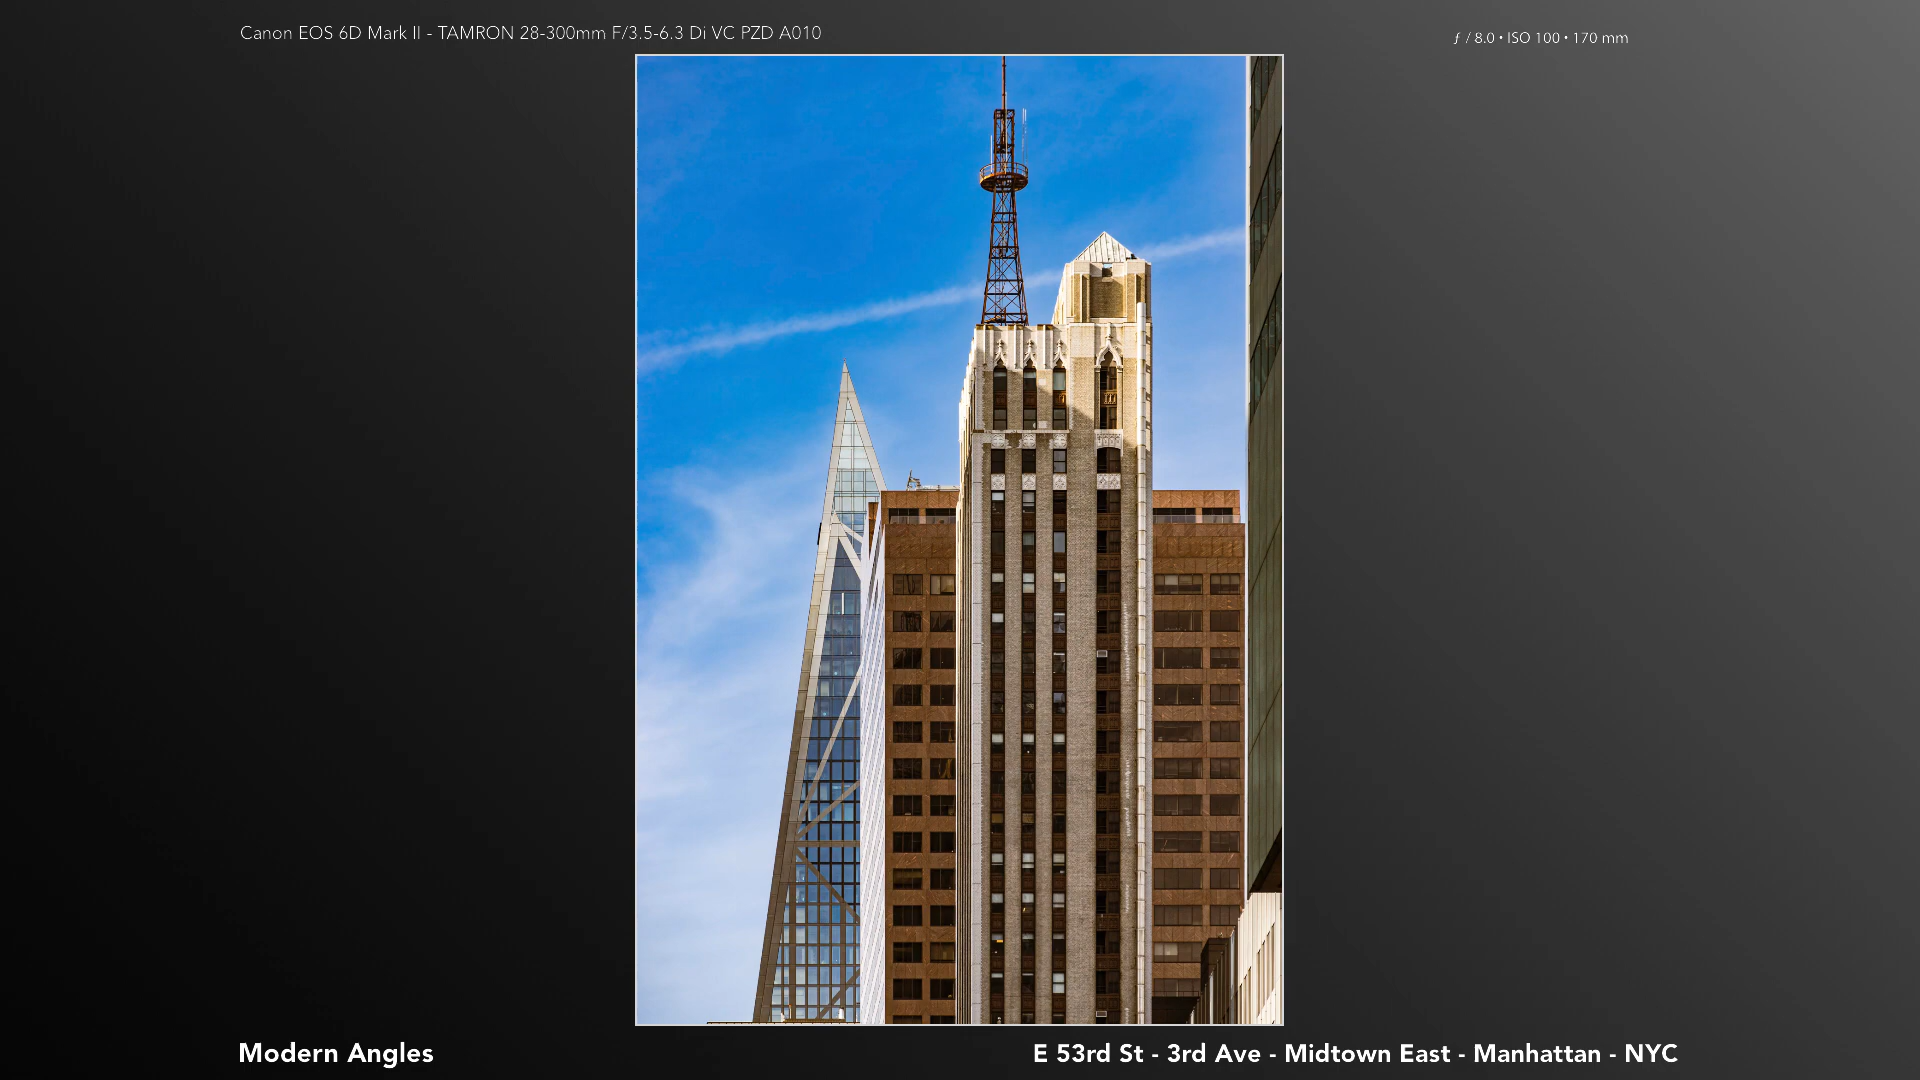 Canon EOS 6D Mark II - TAMRON 28-300mm F/3.5-6.3 Di VC PZD A010
ƒ / 8.0 • ISO 100 • 170 mm
Modern Angles
E 53rd St - 3rd Ave - Midtown East - Manhattan - NYC